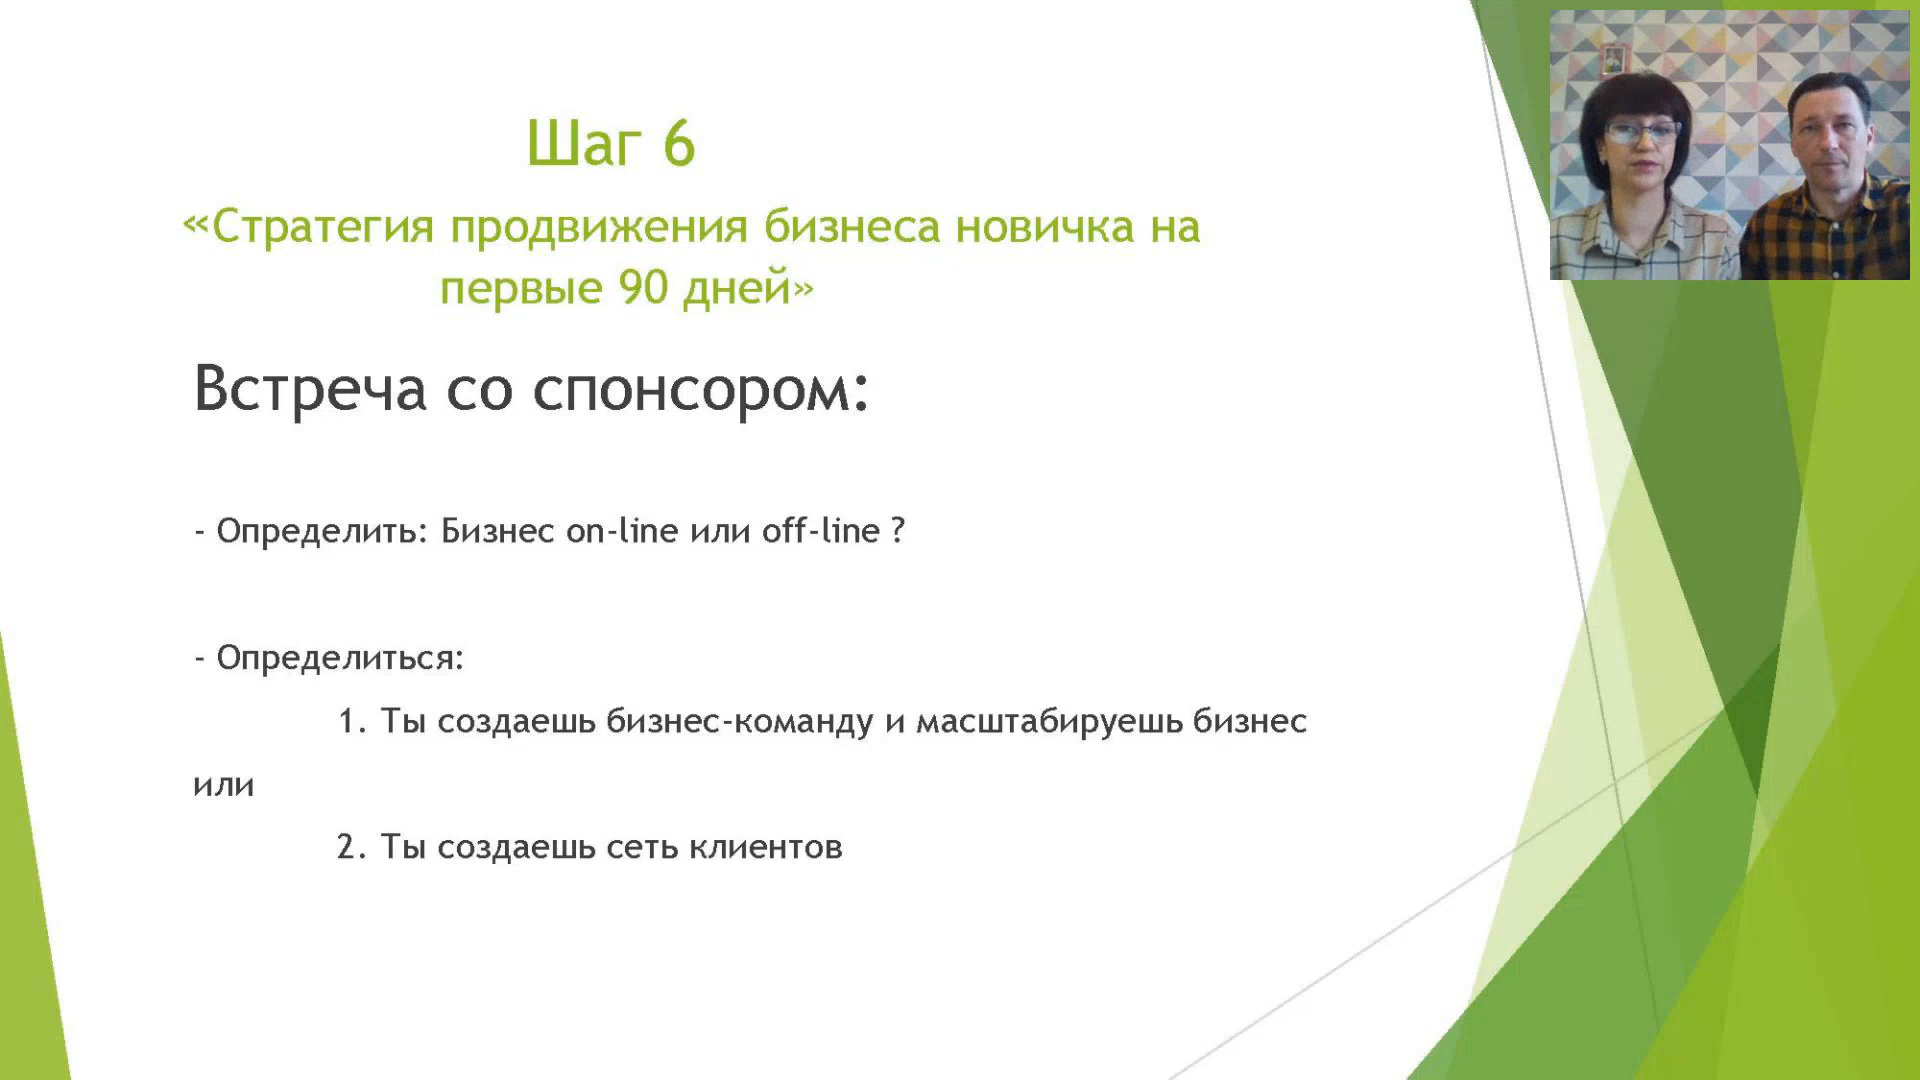 Шаг 6
«Стратегия продвижения бизнеса новичка на
первые 90 дней»
Встреча со спонсором:
- Определить: Бизнес on-line или off-line ?
- Определиться:
1. Ты создаешь бизнес-команду и масштабируешь бизнес
или
2. Ты создаешь сеть клиентов